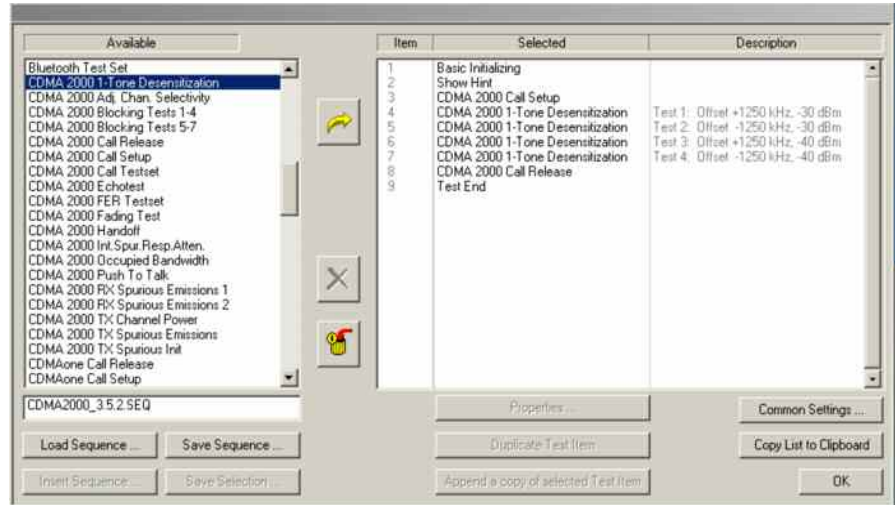 Available
Bluetooth Test Set
CDMA 2000 1-Tone Desensitization
CDMA 2000 Adj. Chan. Selectivity
CDMA 2000 Blocking Tests 1-4
CDMA 2000 Blocking Tests 5-7
CDMA 2000 Call Release
CDMA 2000 Call Setup
CDMA 2000 Call Testset
CDMA 2000 Echotest
CDMA 2000 FER Testset
CDMA 2000 Fading Test
CDMA 2000 Handoff
CDMA 2000 Int.Spur.Resp.Atten.
CDMA 2000 Occupied Bandwidth
CDMA 2000 Push To Talk
CDMA 2000 RX Spurious Emissions 1
CDMA 2000 RX Spurious Emissions 2
CDMA 2000 TX Channel Power
CDMA 2000 TX Spurious Emissions
CDMA 2000 TX Spurious Init
CDMAone Call Release
CDMAone Call Setup
CDMA2000_3.5.2.SEQ
Load Sequence ... Save Sequence ...
Insert Sequence ... Save Selection ...
Item Selected Description
1 Basic Initializing
2 Show Hint
3 CDMA 2000 Call Setup
4 CDMA 2000 1-Tone Desensitization Test 1: Offset +1250 kHz, -30 dBm
5 CDMA 2000 1-Tone Desensitization Test 2: Offset -1250 kHz, -30 dBm
6 CDMA 2000 1-Tone Desensitization Test 3: Offset +1250 kHz, -40 dBm
7 CDMA 2000 1-Tone Desensitization Test 4: Offset -1250 kHz, -40 dBm
8 CDMA 2000 Call Release
9 Test End
Properties ... Common Settings ...
Duplicate Test Item Copy List to Clipboard
Append a copy of selected Test Item OK